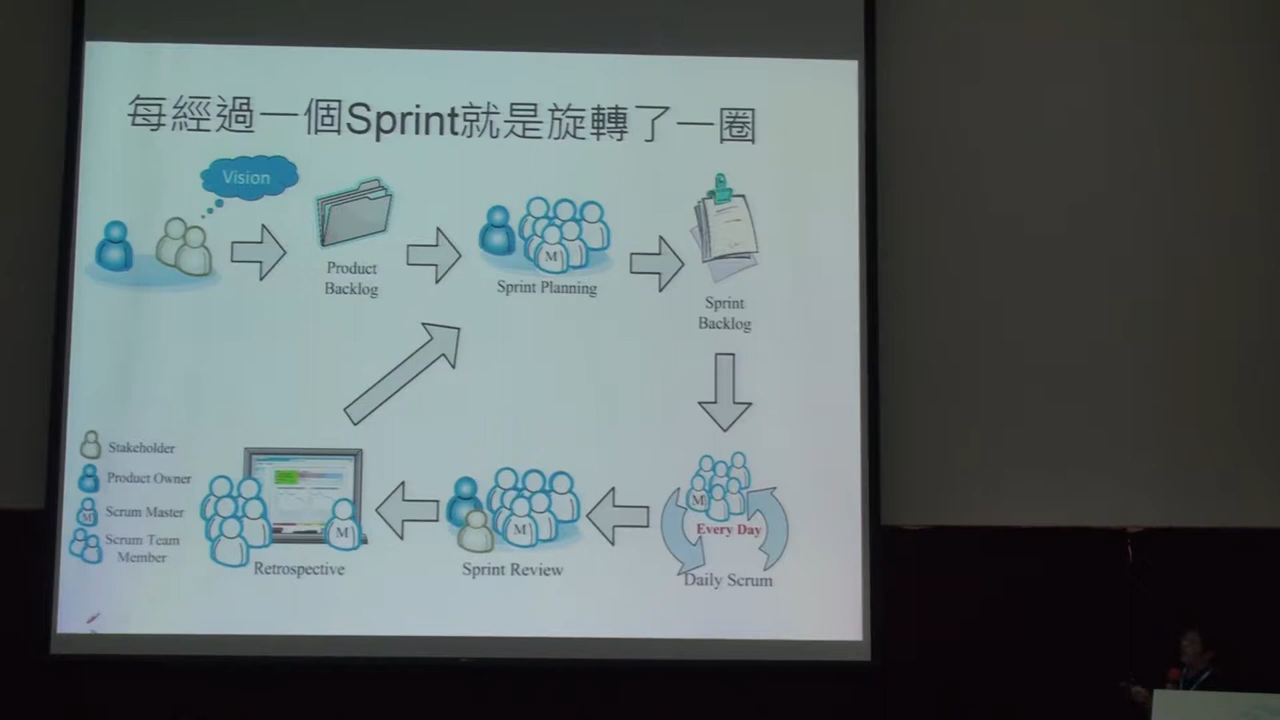 每經過一個Sprint就是旋轉了一圈
Vision
Product
Backlog
M
Sprint Planning
Sprint
Backlog
Stakeholder
Product Owner
M
Scrum Master
Scrum Team
Member
M
Retrospective
M
Sprint Review
M
Every Day
Daily Scrum